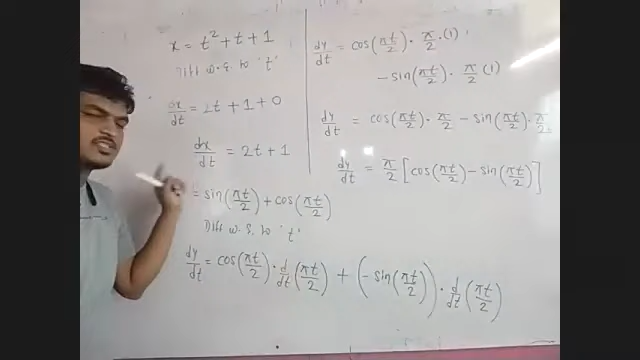 x = t² + t + 1
Diff w.r. to 't'
dx/dt = 2t + 1 + 0
dx/dt = 2t + 1
= sin(πt/2) + cos(πt/2)
Diff w.r. to 't'
dy/dt = cos(πt/2) · d/dt(πt/2) + (-sin(πt/2)) · d/dt(πt/2)
dy/dt = cos(πt/2) · π/2 · (1)
-sin(πt/2) · π/2 (1)
dy/dt = cos(πt/2) · π/2 - sin(πt/2) · π/2
dy/dt = π/2 [cos(πt/2) - sin(πt/2)]